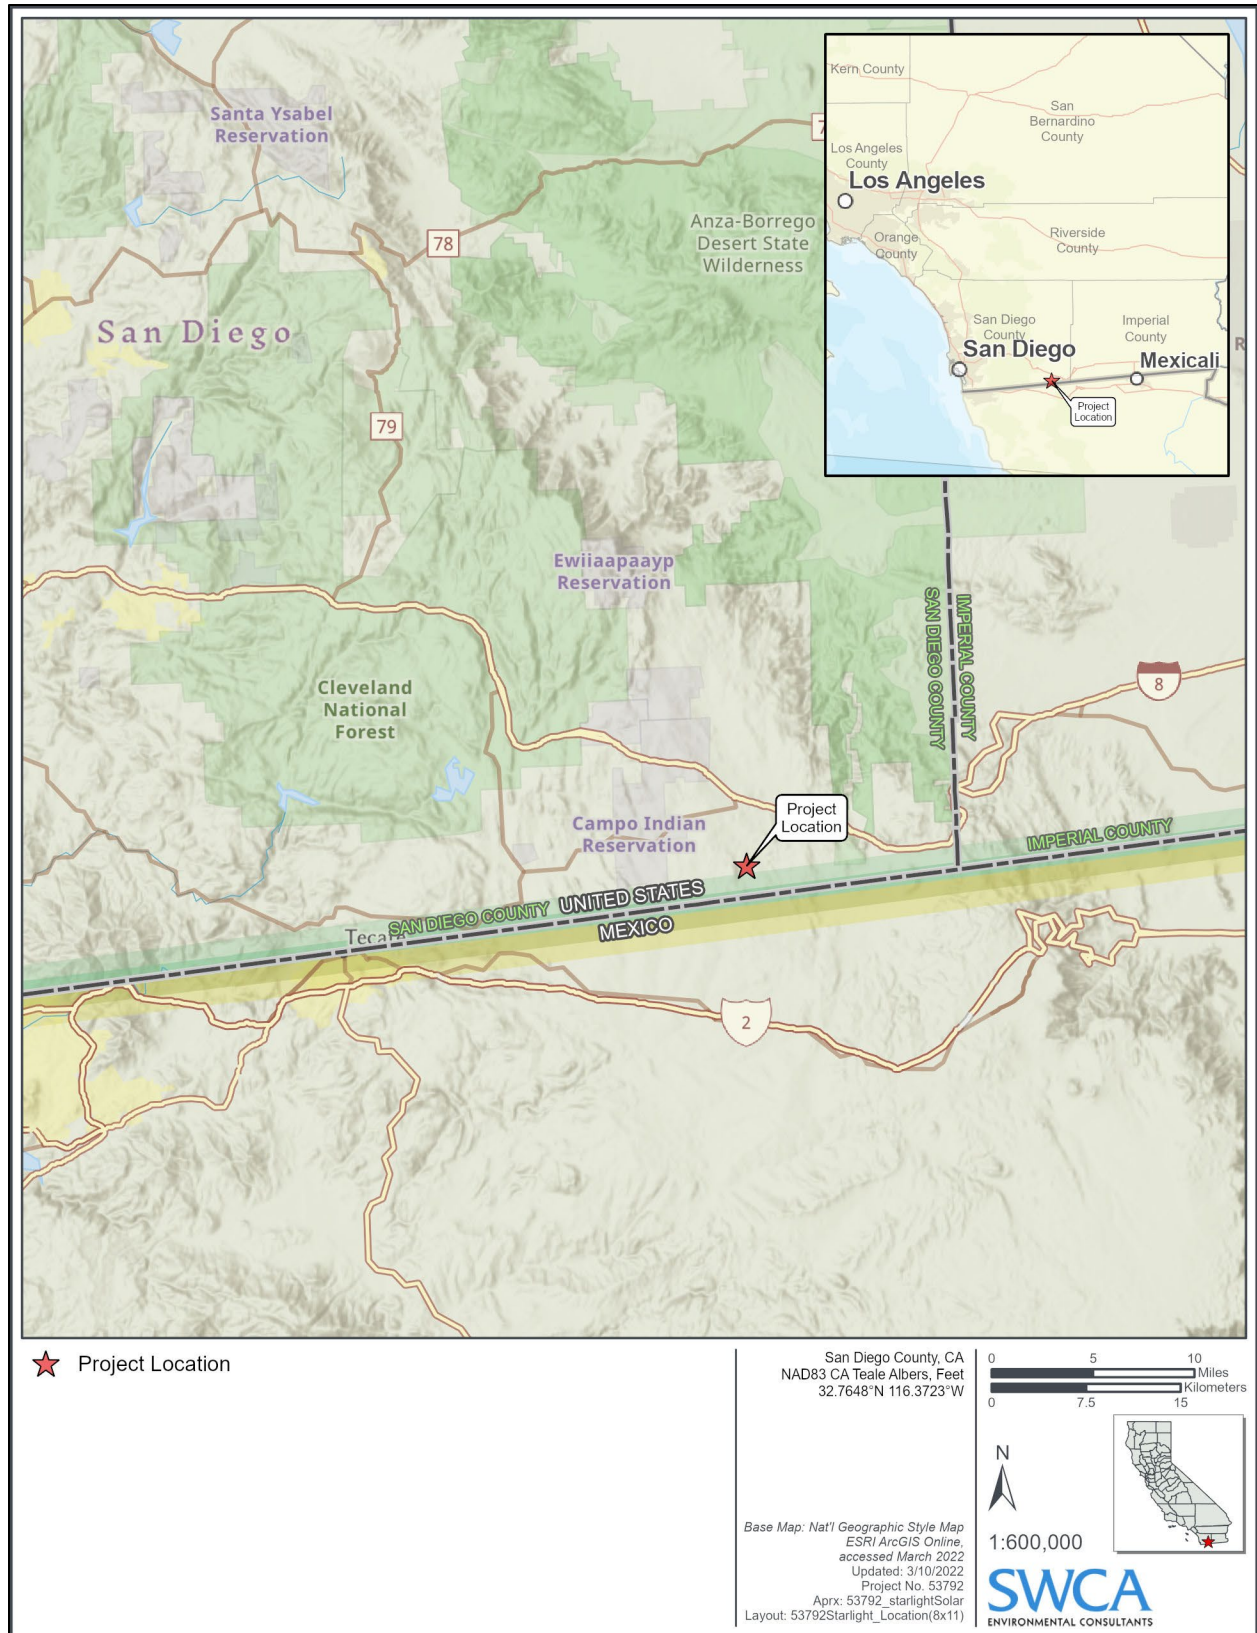 Santa Ysabel
Reservation
7
78
Anza-Borrego
Desert State
Wilderness
San Diego
79
Ewiiaapaayp
Reservation
SAN DIEGO COUNTY
IMPERIAL COUNTY
8
Cleveland
National
Forest
Project
Location
Campo Indian
Reservation
IMPERIAL COUNTY
SAN DIEGO COUNTY
UNITED STATES
MEXICO
2
Kern County
San
Bernardino
County
Los Angeles
County
Los Angeles
Orange
County
Riverside
County
San Diego
County
Imperial
County
San Diego
Mexicali
Project
Location
R
Project Location
San Diego County, CA
NAD83 CA Teale Albers, Feet
32.7648°N 116.3723°W
0 5 10
Miles
Kilometers
0 7.5 15
N
1:600,000
Base Map: Nat'l Geographic Style Map
ESRI ArcGIS Online,
accessed March 2022
Updated: 3/10/2022
Project No. 53792
Aprx: 53792_starlightSolar
Layout: 53792Starlight_Location(8x11)
SWCA
ENVIRONMENTAL CONSULTANTS